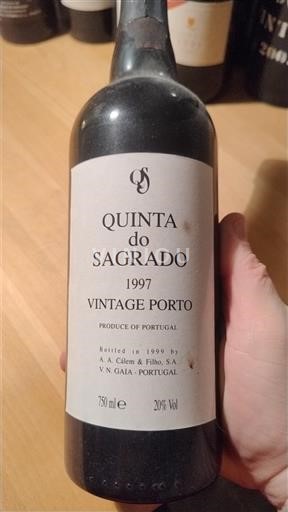 QS
QUINTA
do
SAGRADO
1997
VINTAGE PORTO
PRODUCE OF PORTUGAL
Bottled in 1999 by
A. A. Cálem & Filho, S.A.
V. N. GAIA - PORTUGAL
750 ml e 20% Vol